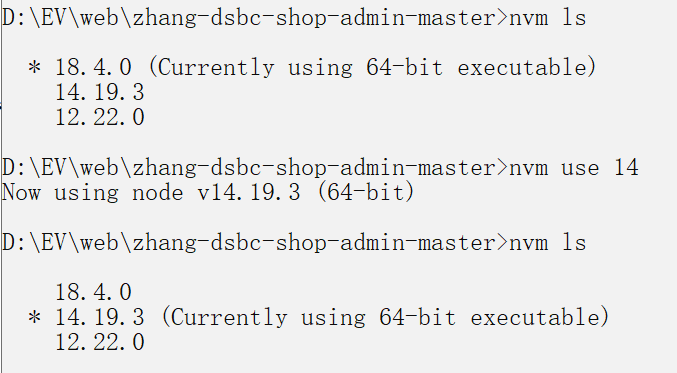 D:\EV\web\zhang-dsbc-shop-admin-master>nvm ls
* 18.4.0 (Currently using 64-bit executable)
14.19.3
12.22.0
D:\EV\web\zhang-dsbc-shop-admin-master>nvm use 14
Now using node v14.19.3 (64-bit)
D:\EV\web\zhang-dsbc-shop-admin-master>nvm ls
18.4.0
* 14.19.3 (Currently using 64-bit executable)
12.22.0